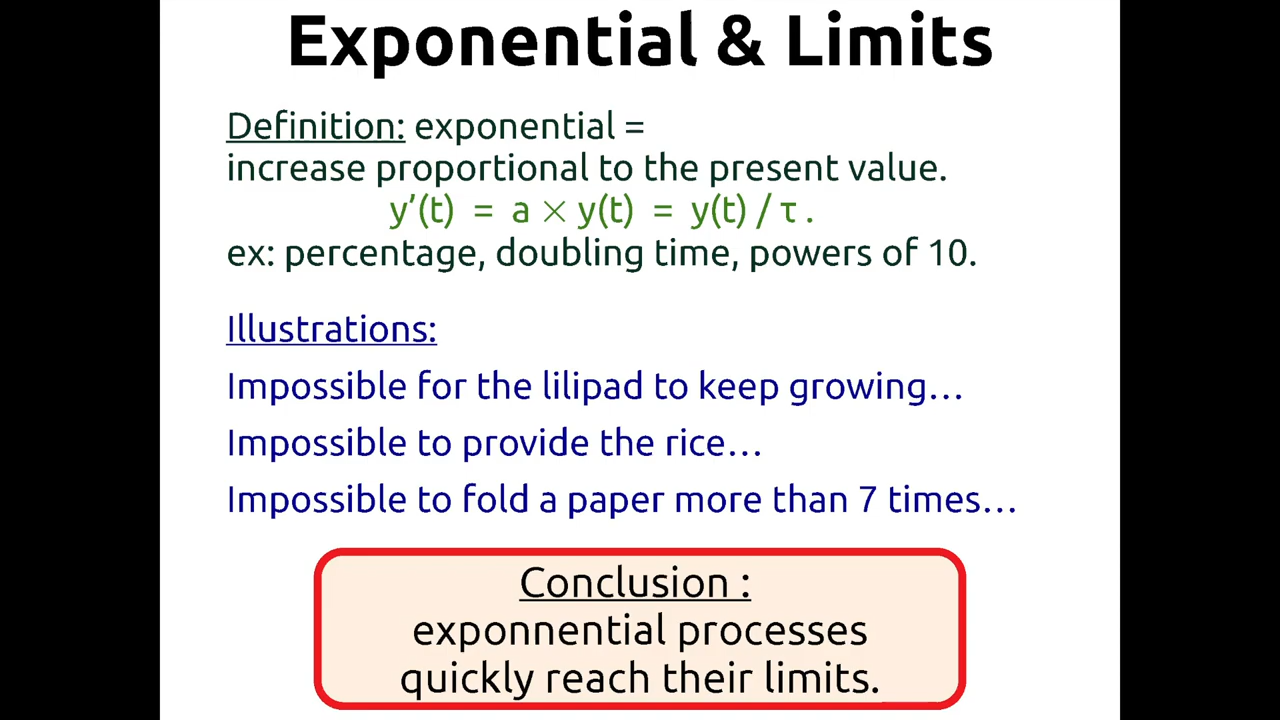 Exponential & Limits
Definition: exponential =
increase proportional to the present value.
y’(t) = a × y(t) = y(t) / τ .
ex: percentage, doubling time, powers of 10.
Illustrations:
Impossible for the lilipad to keep growing…
Impossible to provide the rice…
Impossible to fold a paper more than 7 times…
Conclusion :
exponnential processes
quickly reach their limits.